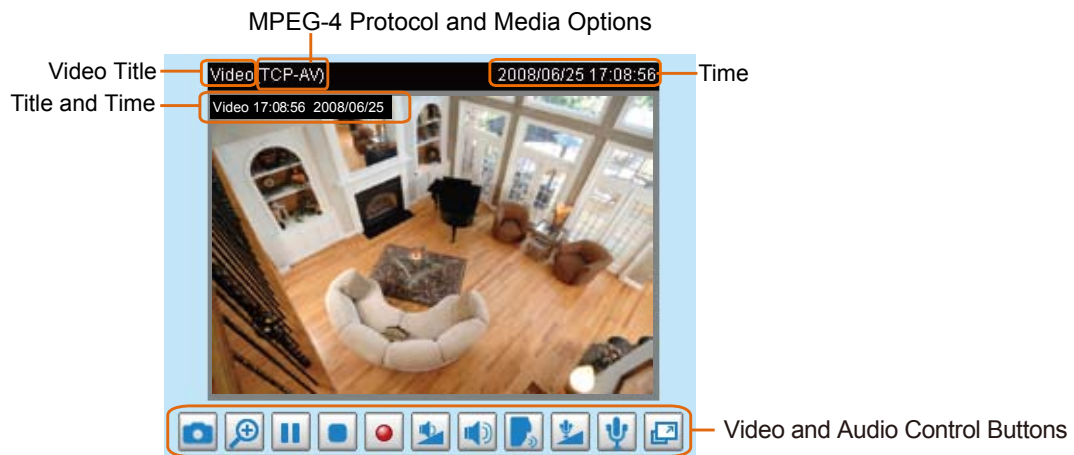 MPEG-4 Protocol and Media Options
Video Title
Video (TCP-AV)
2008/06/25 17:08:56
Time
Title and Time
Video 17:08:56 2008/06/25
Video and Audio Control Buttons